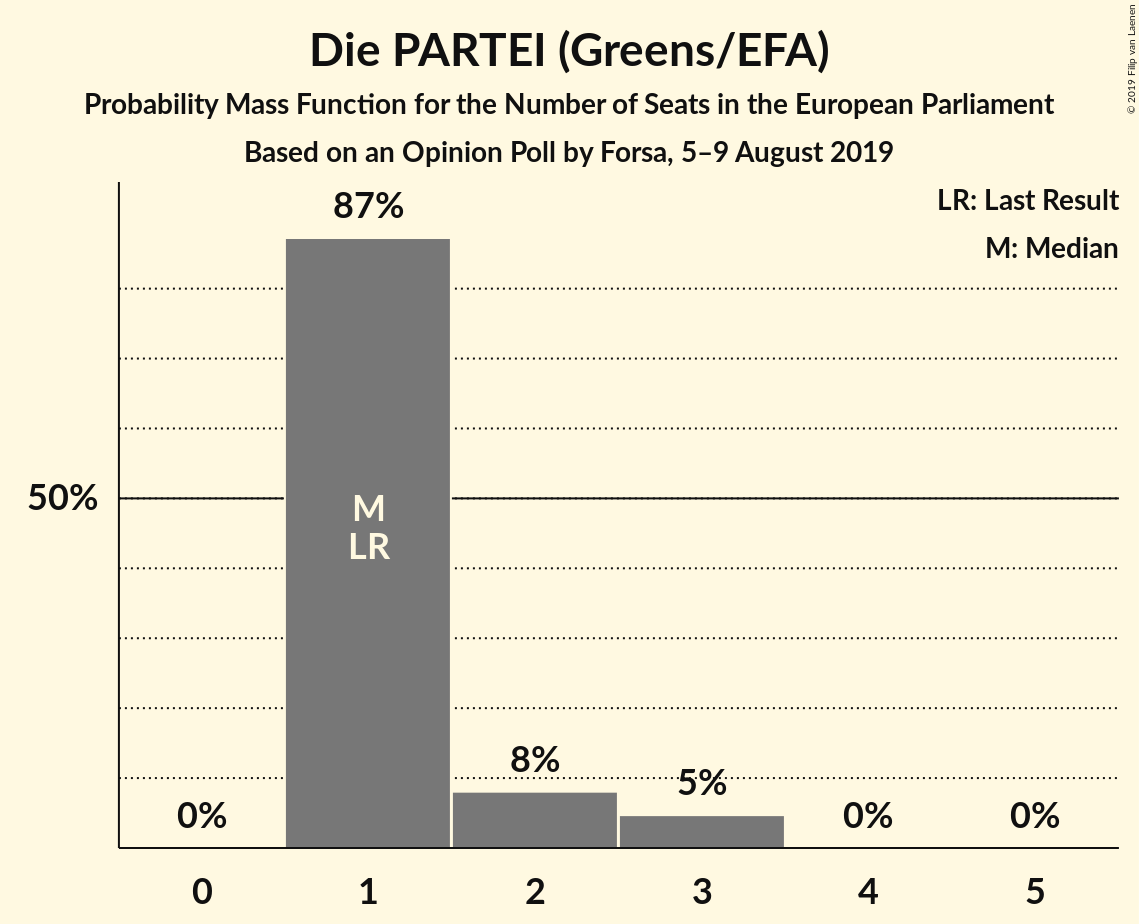 Die PARTEI (Greens/EFA)
Probability Mass Function for the Number of Seats in the European Parliament
Based on an Opinion Poll by Forsa, 5–9 August 2019
© 2019 Filip van Laenen
LR: Last Result
M: Median
87%
50%
M
LR
8%
5%
0%
0%
0%
0
1
2
3
4
5